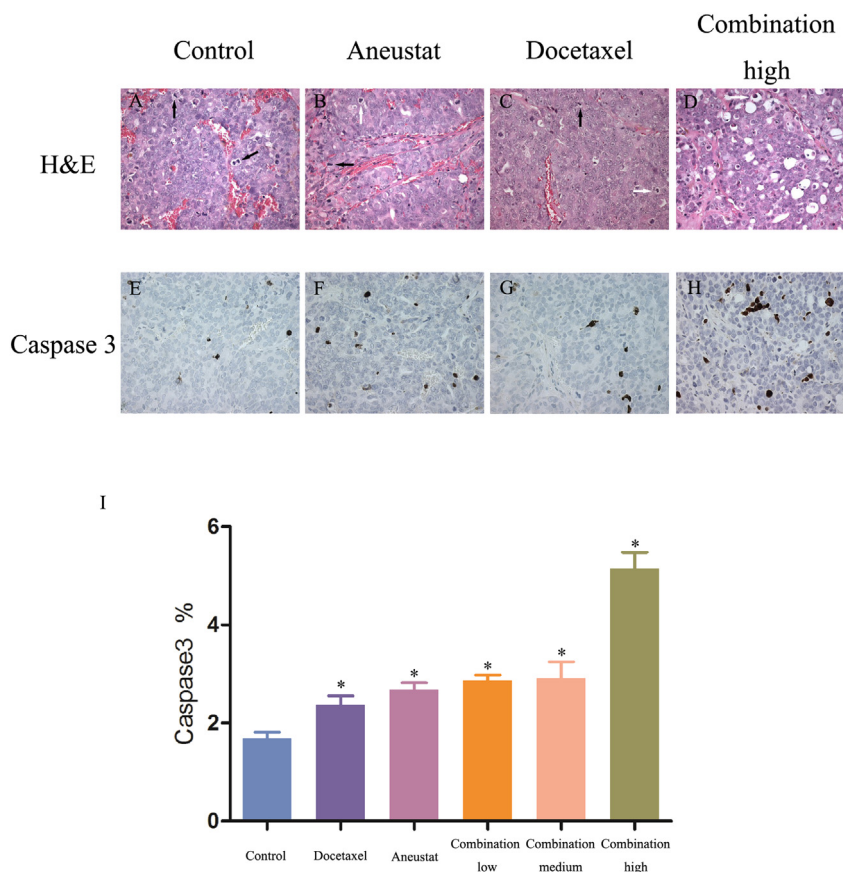 Control Aneustat Docetaxel Combination high
H&E A B C D
Caspase 3 E F G H
I
6
4
2
0
Caspase3 %
* * * * *
Control Docetaxel Aneustat Combination low Combination medium Combination high